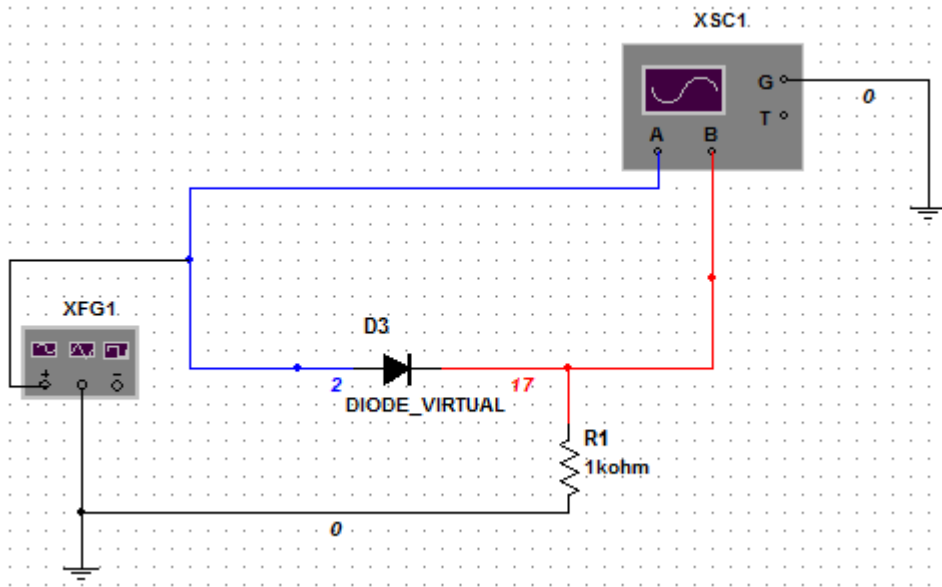 XSC1
G
0
T
A B
XFG1
+
-
D3
2
17
DIODE_VIRTUAL
R1
1kohm
0